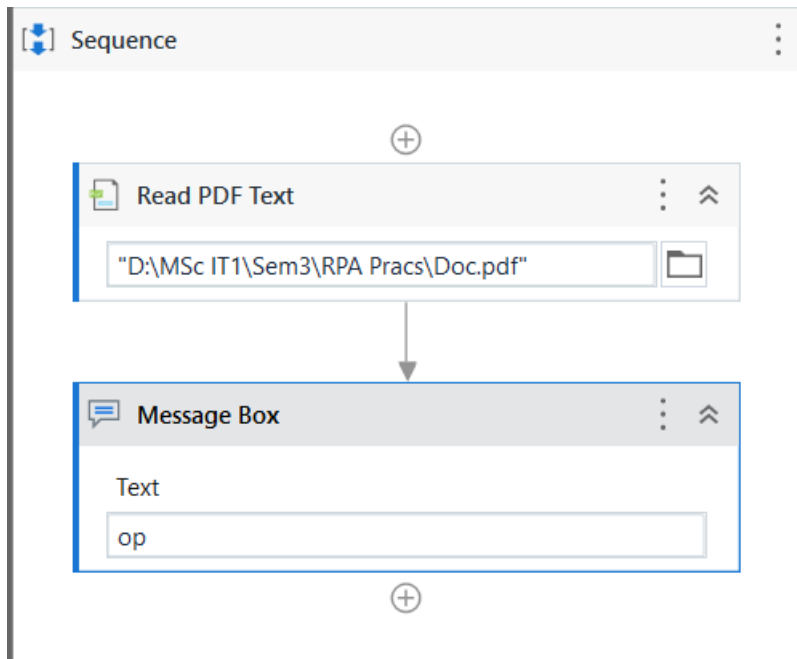 Sequence
Read PDF Text
"D:\MSc IT1\Sem3\RPA Pracs\Doc.pdf"
Message Box
Text
op